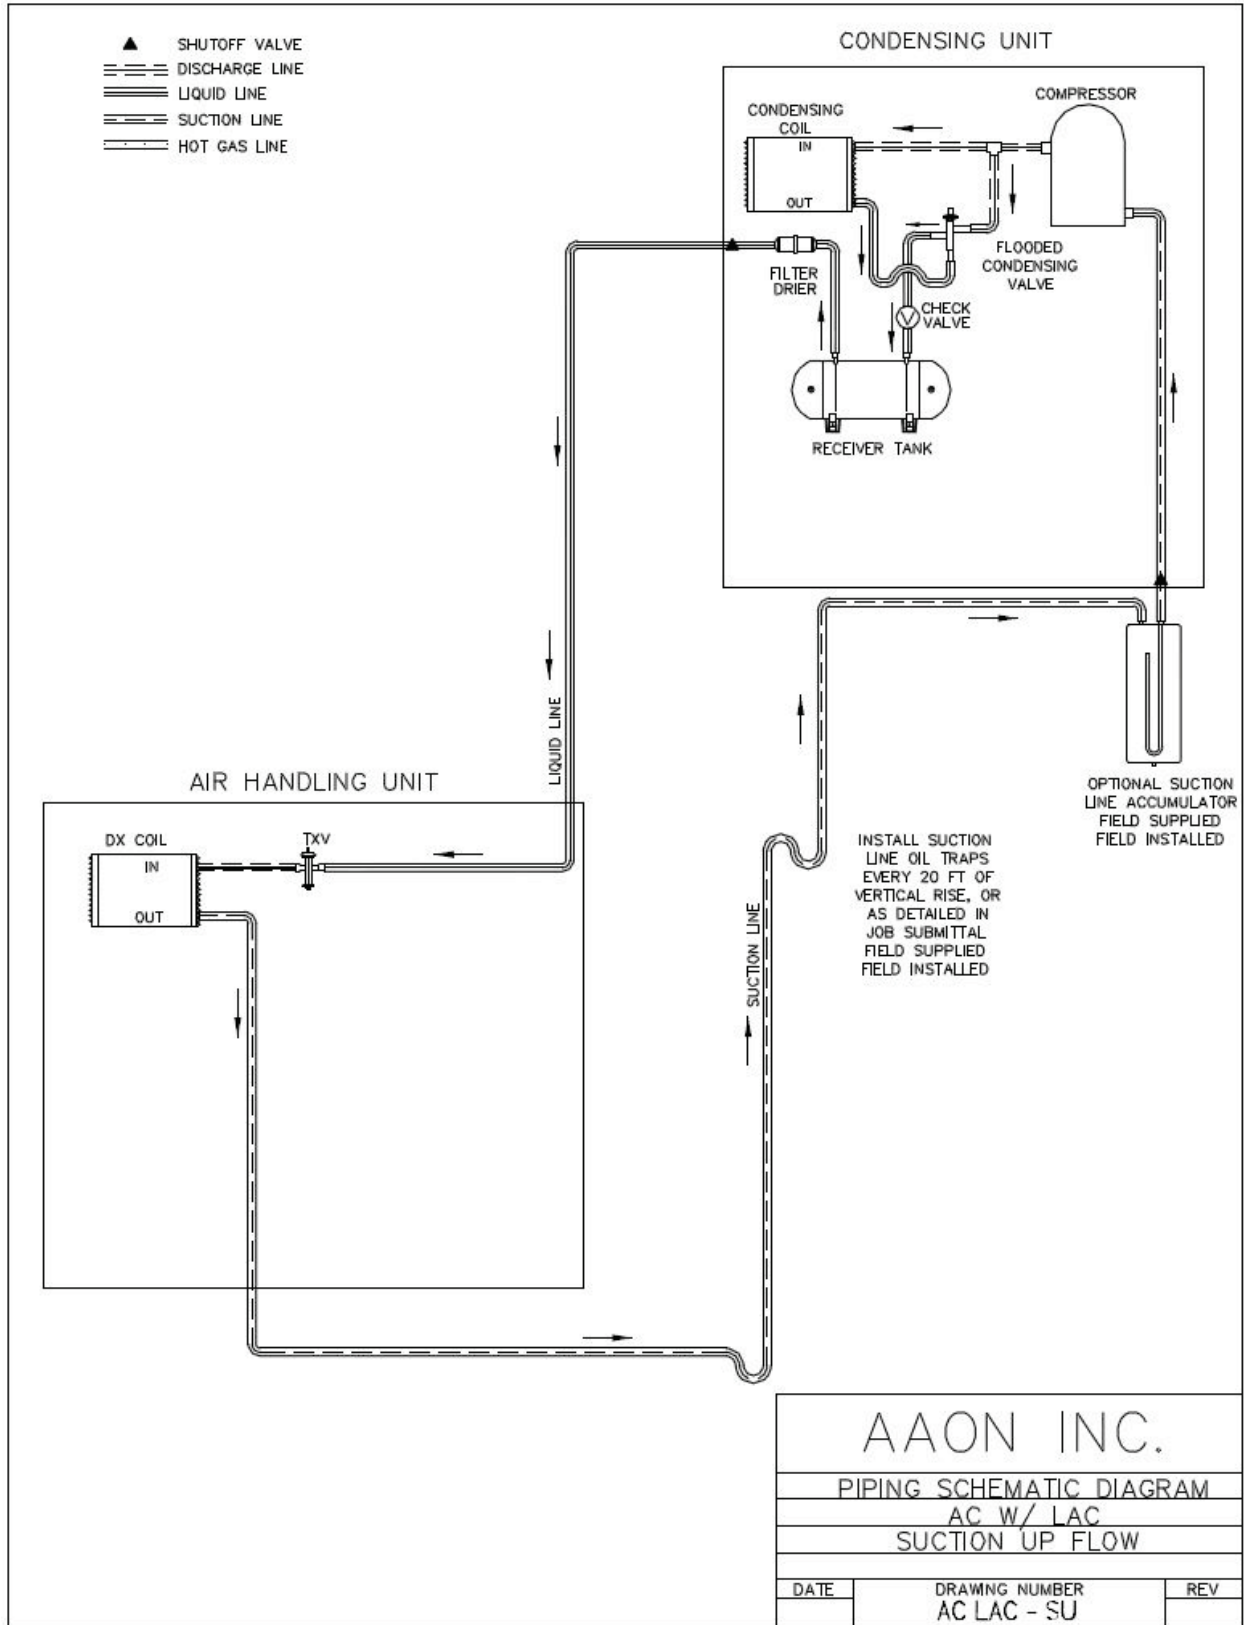 SHUTOFF VALVE
DISCHARGE LINE
LIQUID LINE
SUCTION LINE
HOT GAS LINE
CONDENSING UNIT
COMPRESSOR
CONDENSING
COIL
IN
OUT
FLOODED
CONDENSING
VALVE
FILTER
DRIER
CHECK
VALVE
RECEIVER TANK
LIQUID LINE
AIR HANDLING UNIT
DX COIL
IN
OUT
TXV
OPTIONAL SUCTION
LINE ACCUMULATOR
FIELD SUPPLIED
FIELD INSTALLED
INSTALL SUCTION
LINE OIL TRAPS
EVERY 20 FT OF
VERTICAL RISE, OR
AS DETAILED IN
JOB SUBMITTAL
FIELD SUPPLIED
FIELD INSTALLED
SUCTION LINE
AAON INC.
PIPING SCHEMATIC DIAGRAM
AC W/ LAC
SUCTION UP FLOW
DATE
DRAWING NUMBER
REV
AC LAC - SU